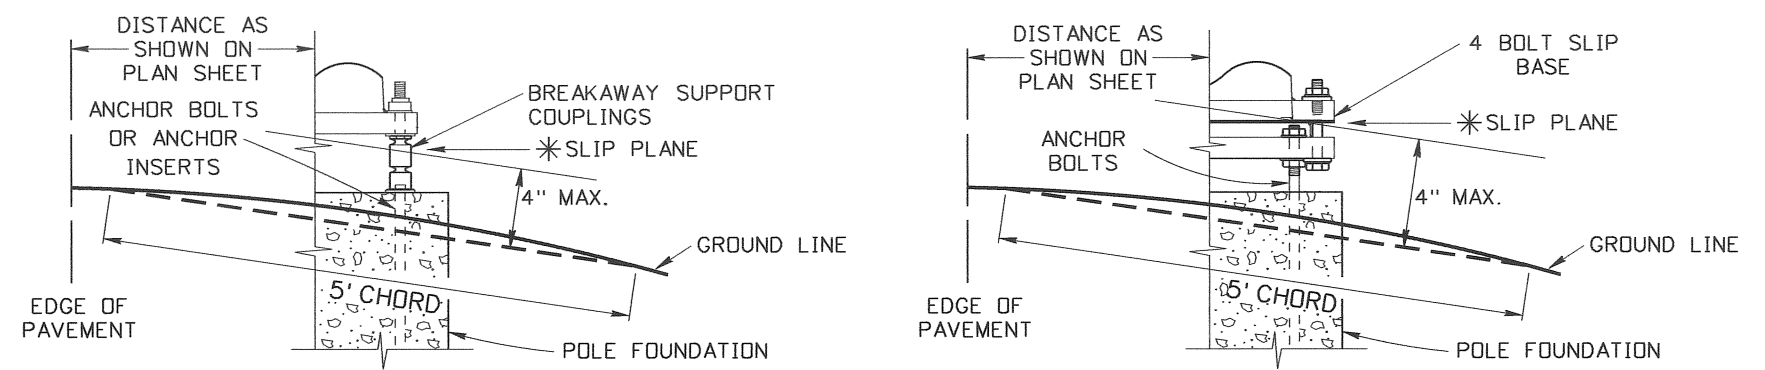 DISTANCE AS
SHOWN ON
PLAN SHEET
ANCHOR BOLTS
OR ANCHOR
INSERTS
BREAKAWAY SUPPORT
COUPLINGS
✳ SLIP PLANE
4" MAX.
GROUND LINE
5' CHORD
EDGE OF
PAVEMENT
POLE FOUNDATION
DISTANCE AS
SHOWN ON
PLAN SHEET
4 BOLT SLIP
BASE
✳ SLIP PLANE
ANCHOR
BOLTS
4" MAX.
GROUND LINE
5' CHORD
EDGE OF
PAVEMENT
POLE FOUNDATION